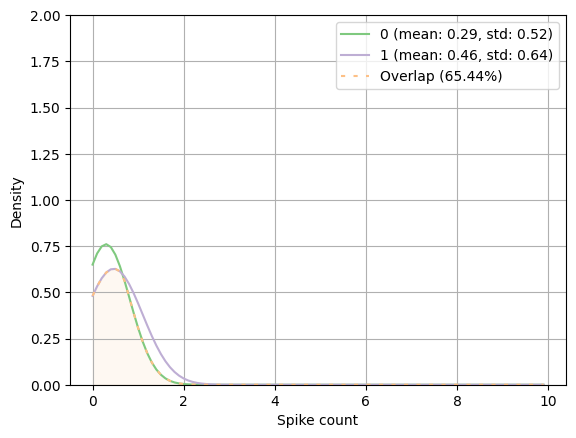 2.00
1.75
1.50
1.25
1.00
0.75
0.50
0.25
0.00
Density
0 (mean: 0.29, std: 0.52)
1 (mean: 0.46, std: 0.64)
Overlap (65.44%)
0 2 4 6 8 10
Spike count